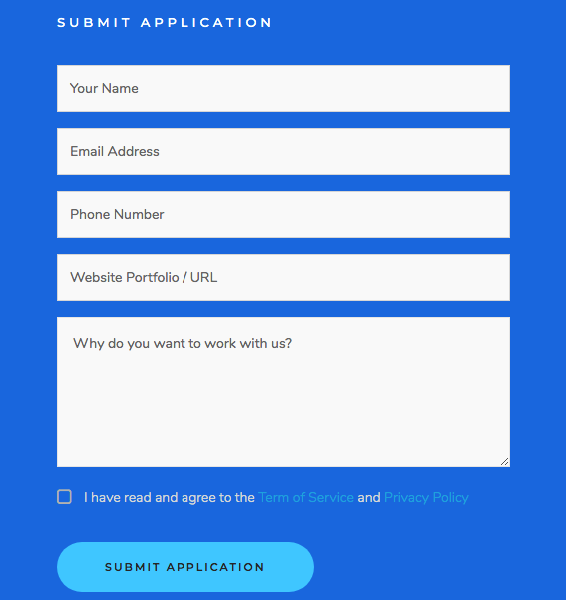 SUBMIT APPLICATION
Your Name
Email Address
Phone Number
Website Portfolio / URL
Why do you want to work with us?
I have read and agree to the Term of Service and Privacy Policy
SUBMIT APPLICATION